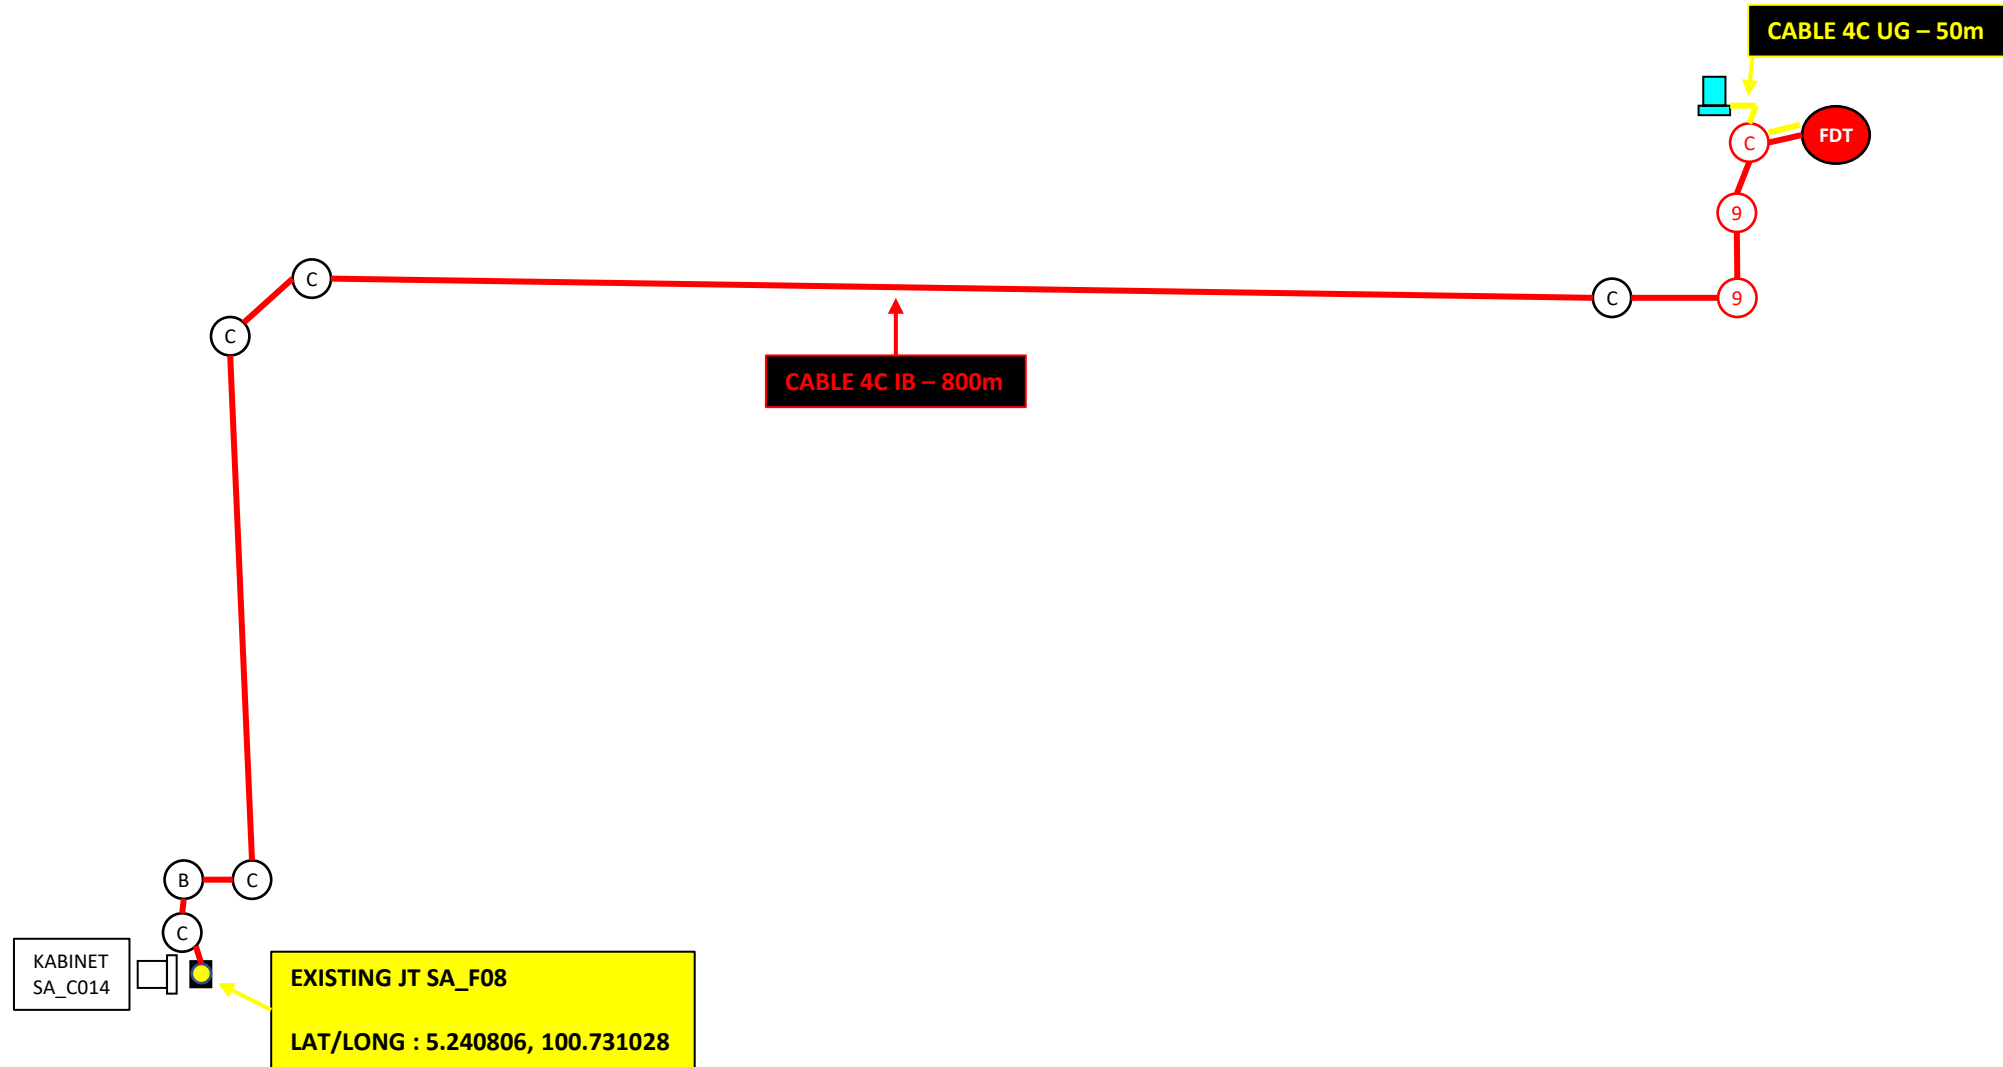 CABLE 4C UG – 50m
C
FDT
9
C
C
9
C
CABLE 4C IB – 800m
B
C
C
KABINET
SA_C014
EXISTING JT SA_F08
LAT/LONG : 5.240806, 100.731028